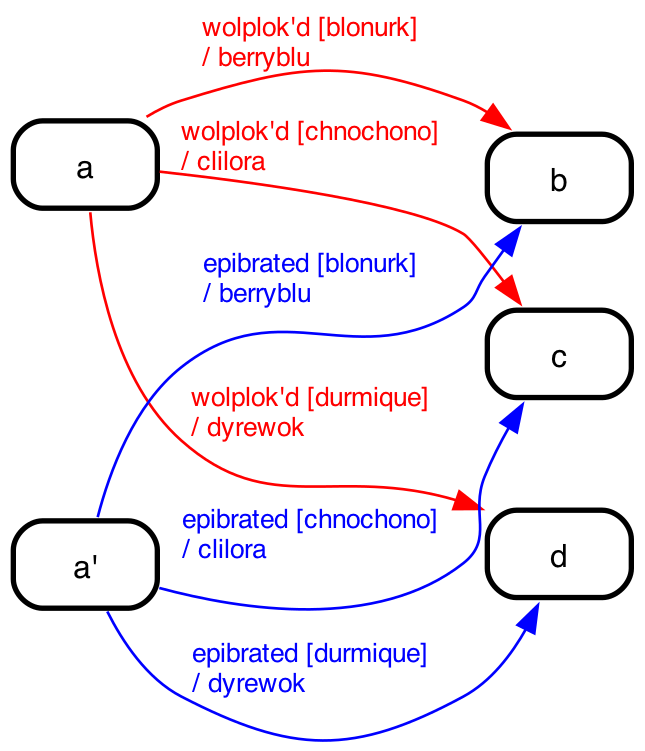 wolplok'd [blonurk]
/ berryblu
wolplok'd [chnochono]
/ clilora
a
b
epibrated [blonurk]
/ berryblu
c
wolplok'd [durmique]
/ dyrewok
epibrated [chnochono]
/ clilora
a'
d
epibrated [durmique]
/ dyrewok